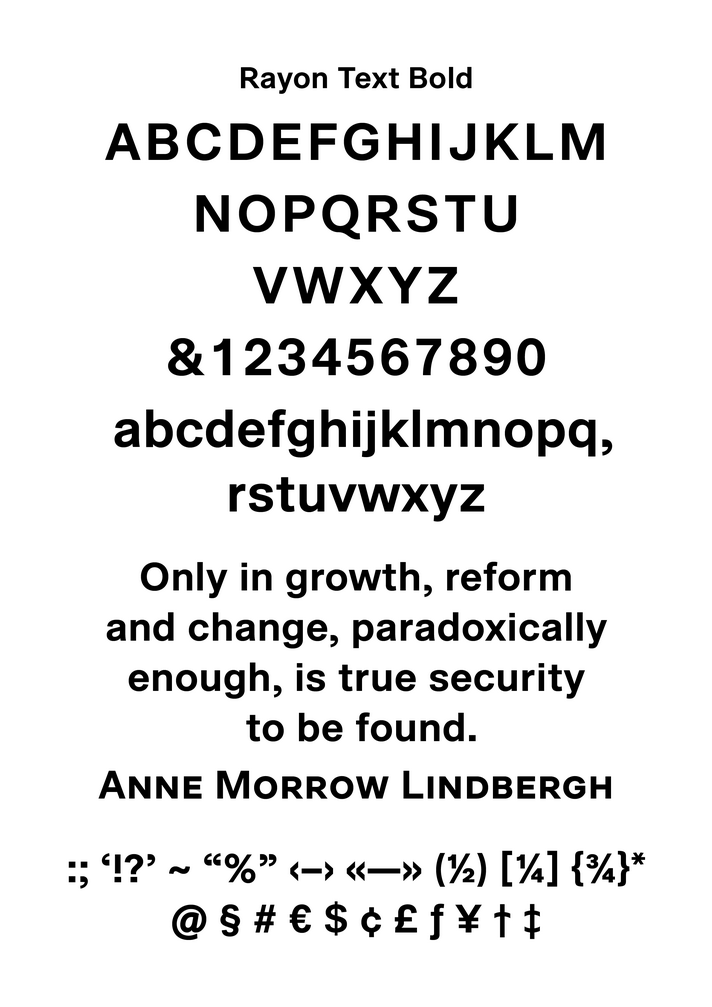 Rayon Text Bold
ABCDEFGHIJKLM
NOPQRSTU
VWXYZ
&1234567890
abcdefghijklmnopq,
rstuvwxyz
Only in growth, reform
and change, paradoxically
enough, is true security
to be found.
Anne Morrow Lindbergh
:; ‘!?’ ~ “%” ‹–› «—» (½) [¼] {¾}*
@ § # € $ ¢ £ ƒ ¥ † ‡